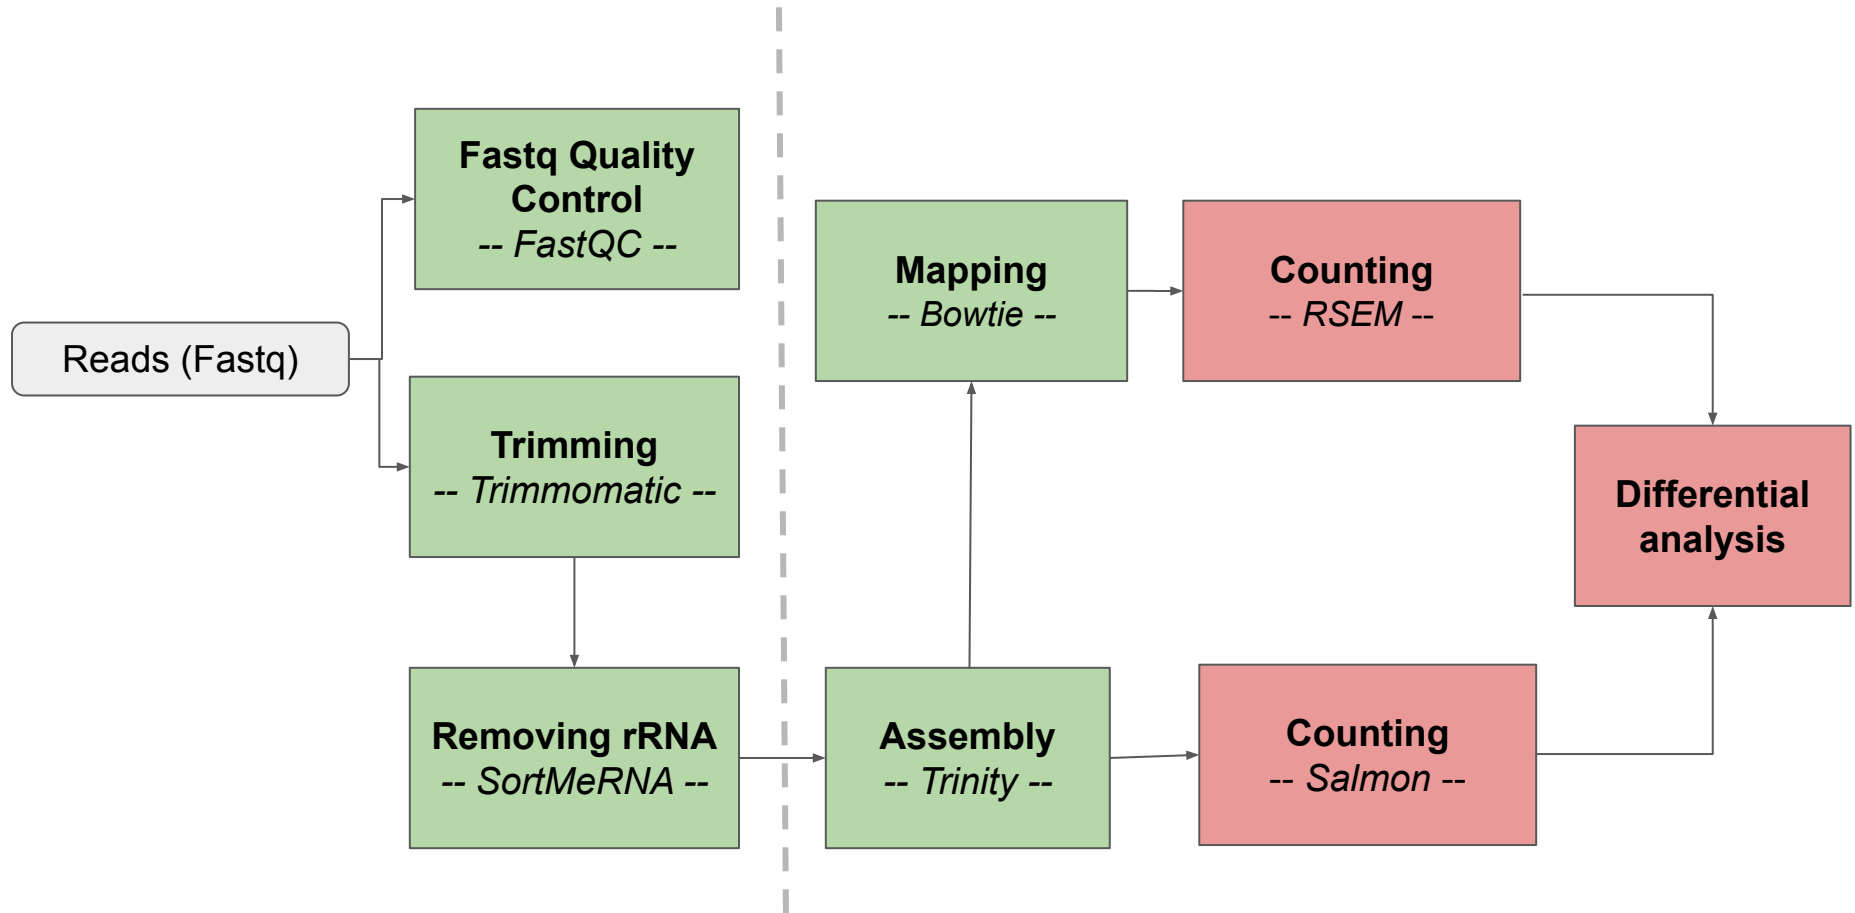 Reads (Fastq)
Fastq Quality
Control
-- FastQC --
Trimming
-- Trimmomatic --
Removing rRNA
-- SortMeRNA --
Assembly
-- Trinity --
Mapping
-- Bowtie --
Counting
-- RSEM --
Counting
-- Salmon --
Differential
analysis